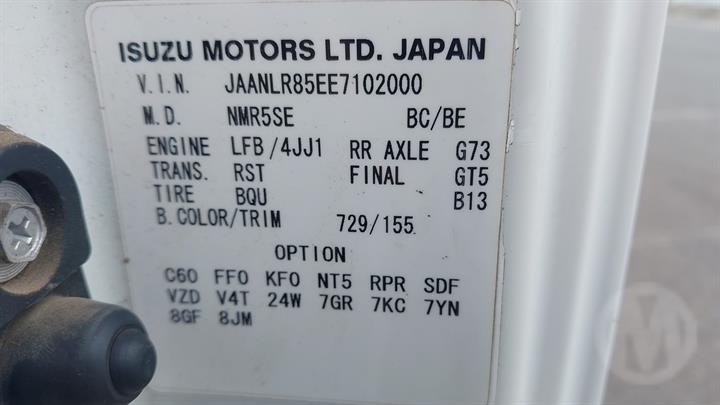 ISUZU MOTORS LTD. JAPAN
V.I.N. JAANLR85EE7102000
M.D. NMR5SE BC/BE
ENGINE LFB/4JJ1 RR AXLE G73
TRANS. RST FINAL GT5
TIRE BQU B13
B.COLOR/TRIM 729/155
OPTION
C60 FF0 KF0 NT5 RPR SDF
VZD V4T 24W 7GR 7KC 7YN
8GF 8JM
M